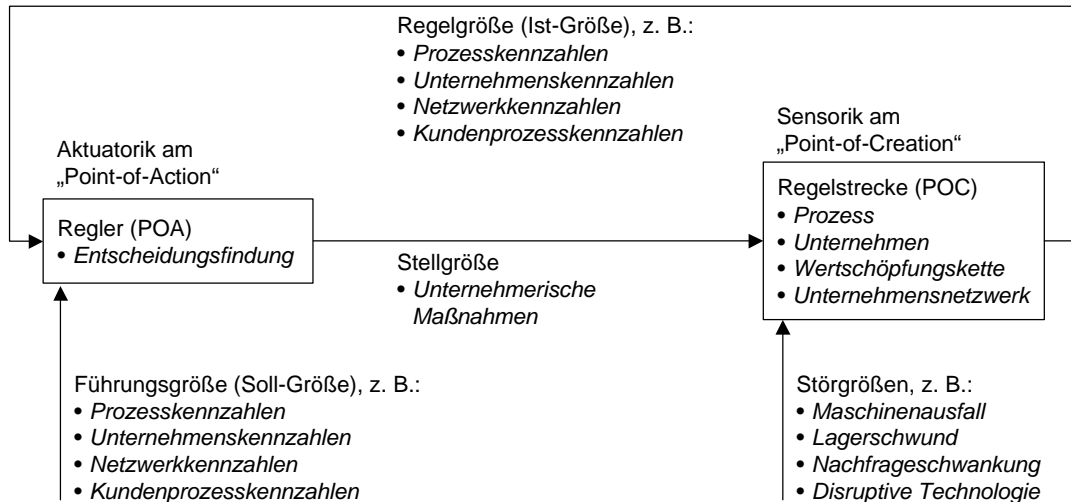 Regelgröße (Ist-Größe), z. B.:
• Prozesskennzahlen
• Unternehmenskennzahlen
• Netzwerkkennzahlen
• Kundenprozesskennzahlen
Aktuatorik am
„Point-of-Action“
Regler (POA)
• Entscheidungsfindung
Stellgröße
• Unternehmerische
Maßnahmen
Sensorik am
„Point-of-Creation“
Regelstrecke (POC)
• Prozess
• Unternehmen
• Wertschöpfungskette
• Unternehmensnetzwerk
Führungsgröße (Soll-Größe), z. B.:
• Prozesskennzahlen
• Unternehmenskennzahlen
• Netzwerkkennzahlen
• Kundenprozesskennzahlen
Störgrößen, z. B.:
• Maschinenausfall
• Lagerschwund
• Nachfrageschwankung
• Disruptive Technologie